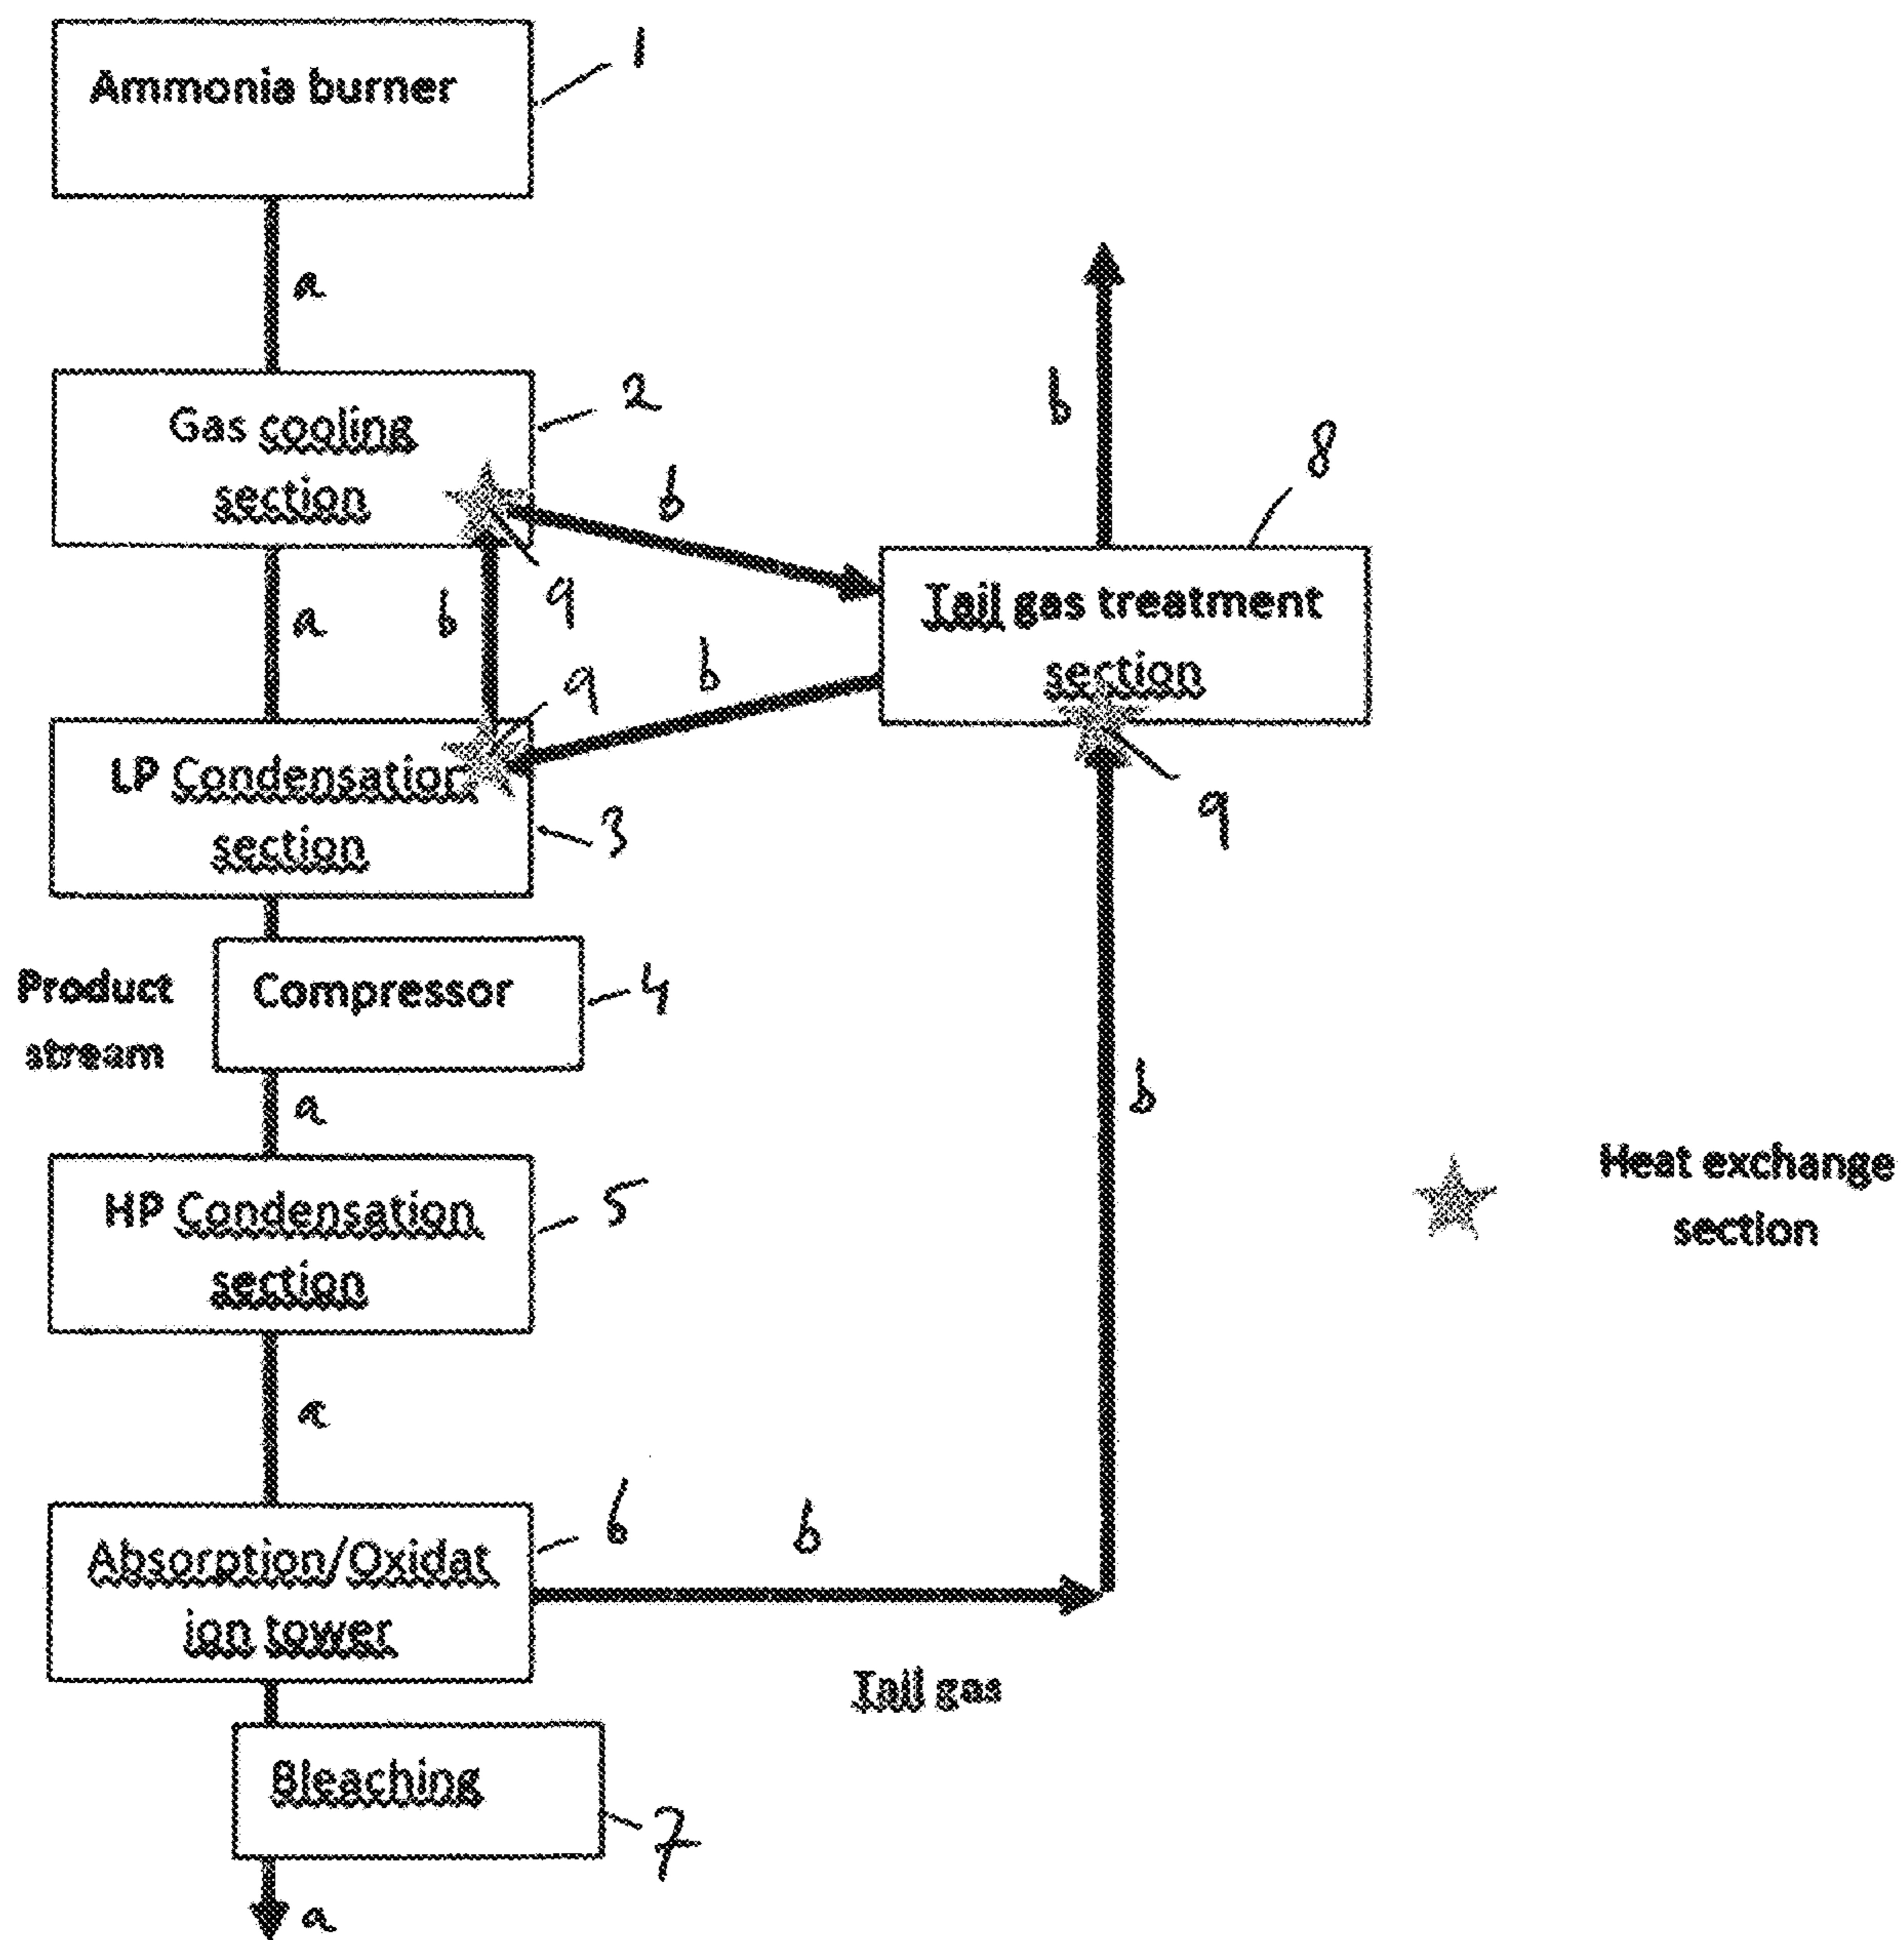 Ammonia burner
1
a
Gas cooling
section
2
b
9
a
b
9
b
b
8
Tail gas treatment
section
9
LP Condensation
section
3
Product
stream
Compressor
4
a
b
HP Condensation
section
5
Heat exchange
section
a
Absorption/Oxidat
ion tower
6
b
Tail gas
Bleaching
7
a